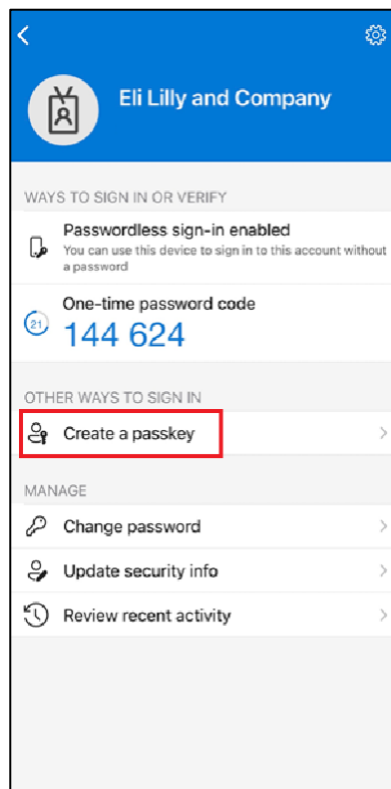 Eli Lilly and Company
WAYS TO SIGN IN OR VERIFY
Passwordless sign-in enabled
You can use this device to sign in to this account without
a password
One-time password code
21
144 624
OTHER WAYS TO SIGN IN
Create a passkey
MANAGE
Change password
Update security info
Review recent activity